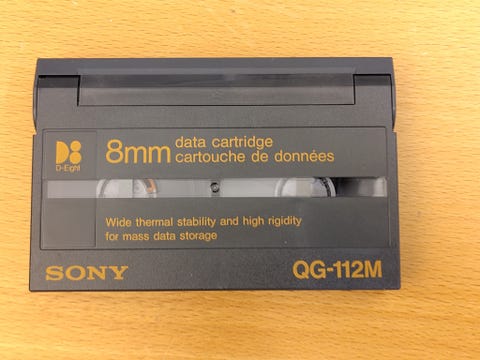 D-Eight
8mm
data cartridge
cartouche de données
Wide thermal stability and high rigidity
for mass data storage
SONY
QG-112M